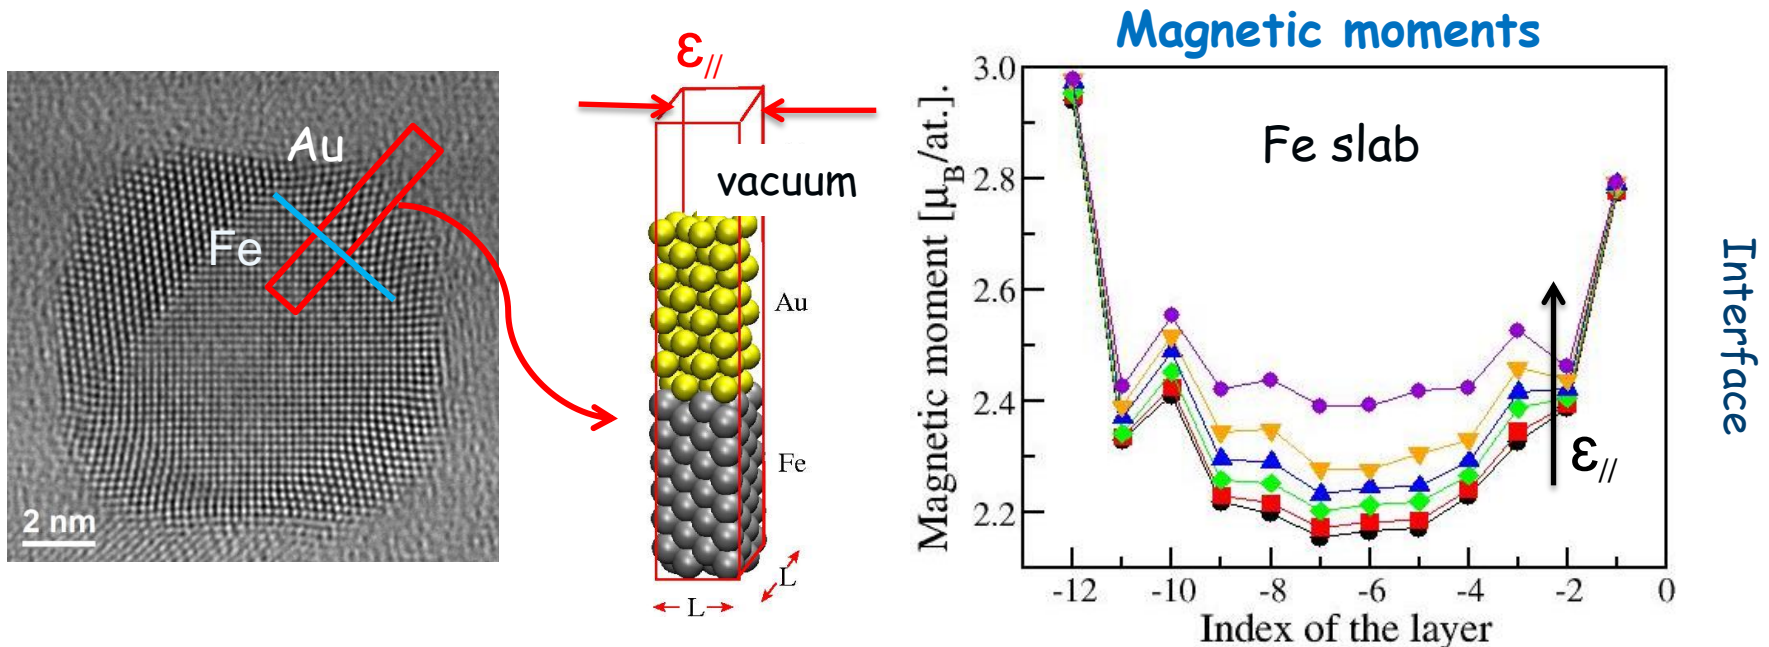 Au
Fe
2 nm
ε//
vacuum
Au
Fe
L
L
Magnetic moments
Magnetic moment [μB/at.].
3.0
2.8
2.6
2.4
2.2
Fe slab
ε//
-12
-10
-8
-6
-4
-2
0
Index of the layer
Interface